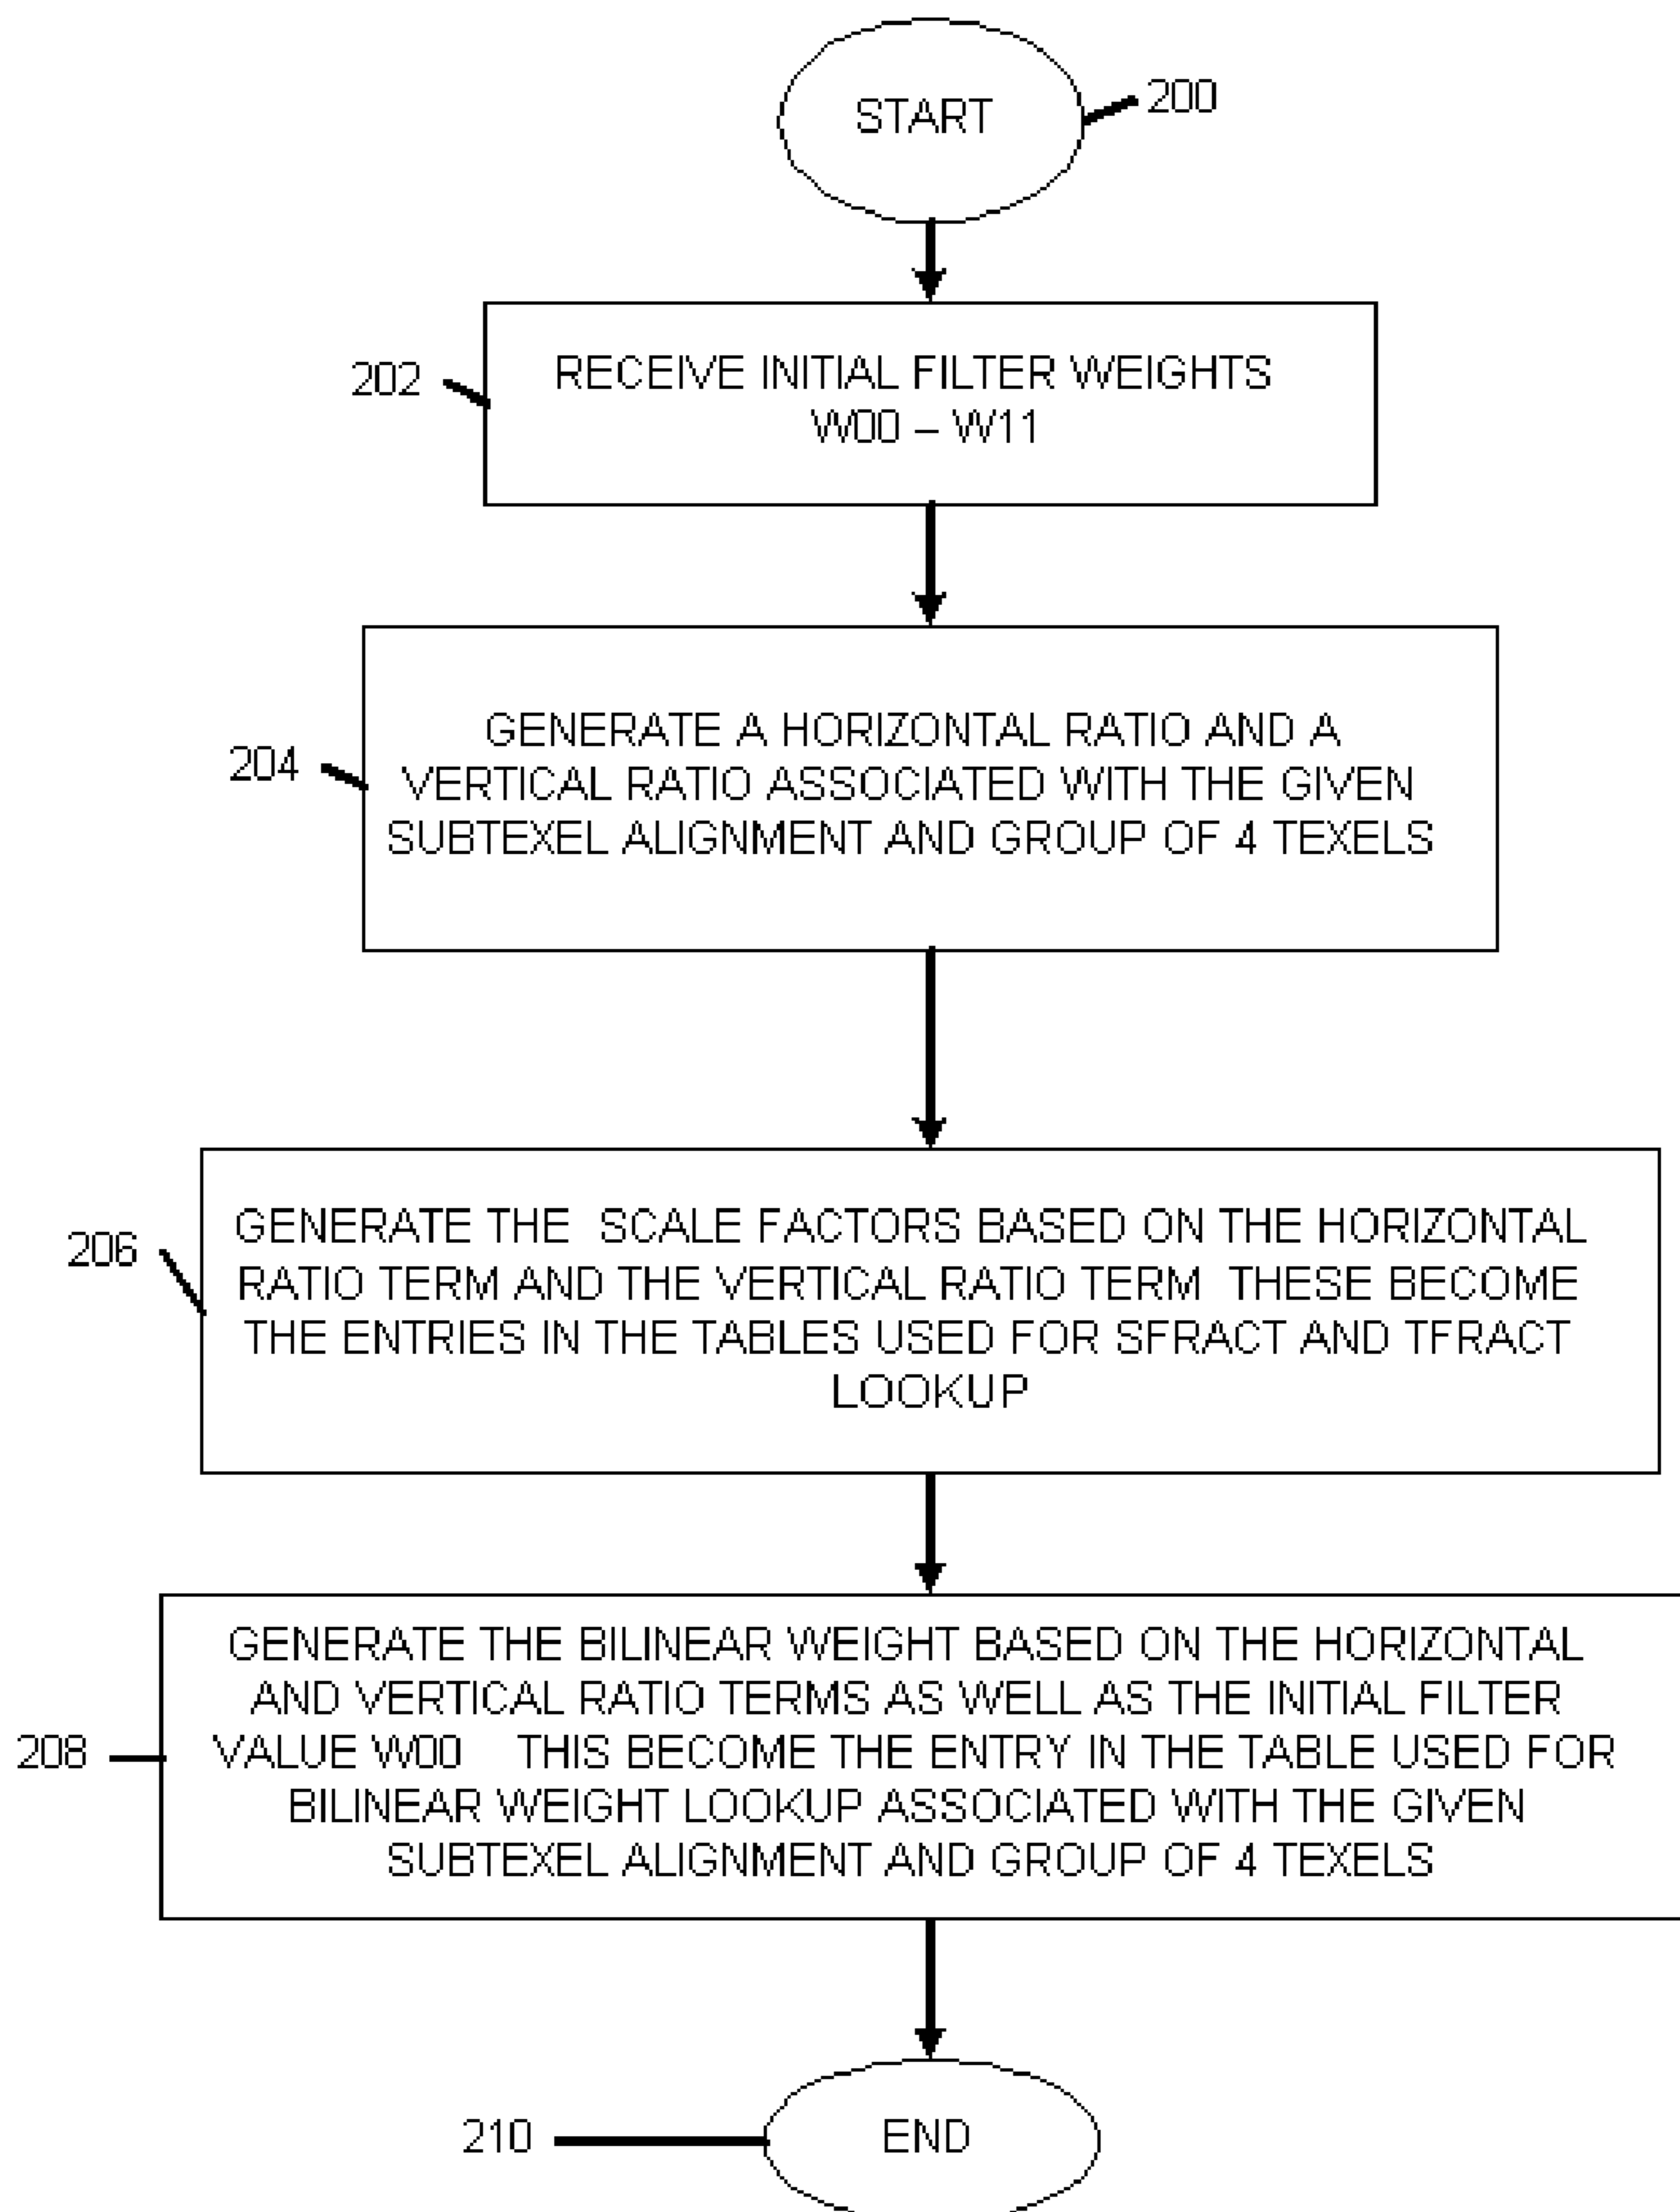 START
200
202
RECEIVE INITIAL FILTER WEIGHTS
W00 – W11
204
GENERATE A HORIZONTAL RATIO AND A
VERTICAL RATIO ASSOCIATED WITH THE GIVEN
SUBTEXEL ALIGNMENT AND GROUP OF 4 TEXELS
206
GENERATE THE SCALE FACTORS BASED ON THE HORIZONTAL
RATIO TERM AND THE VERTICAL RATIO TERM THESE BECOME
THE ENTRIES IN THE TABLES USED FOR SFRACT AND TFRACT
LOOKUP
208
GENERATE THE BILINEAR WEIGHT BASED ON THE HORIZONTAL
AND VERTICAL RATIO TERMS AS WELL AS THE INITIAL FILTER
VALUE W00 THIS BECOME THE ENTRY IN THE TABLE USED FOR
BILINEAR WEIGHT LOOKUP ASSOCIATED WITH THE GIVEN
SUBTEXEL ALIGNMENT AND GROUP OF 4 TEXELS
210
END